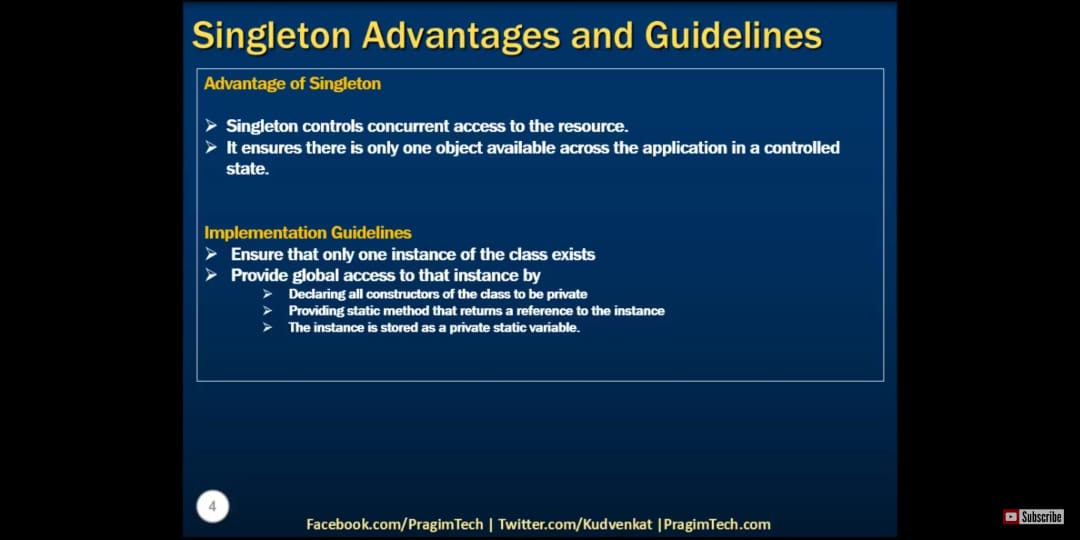 Singleton Advantages and Guidelines
Advantage of Singleton
➢ Singleton controls concurrent access to the resource.
➢ It ensures there is only one object available across the application in a controlled
state.
Implementation Guidelines
➢ Ensure that only one instance of the class exists
➢ Provide global access to that instance by
➢ Declaring all constructors of the class to be private
➢ Providing static method that returns a reference to the instance
➢ The instance is stored as a private static variable.
4
Facebook.com/PragimTech | Twitter.com/Kudvenkat |PragimTech.com
Subscribe